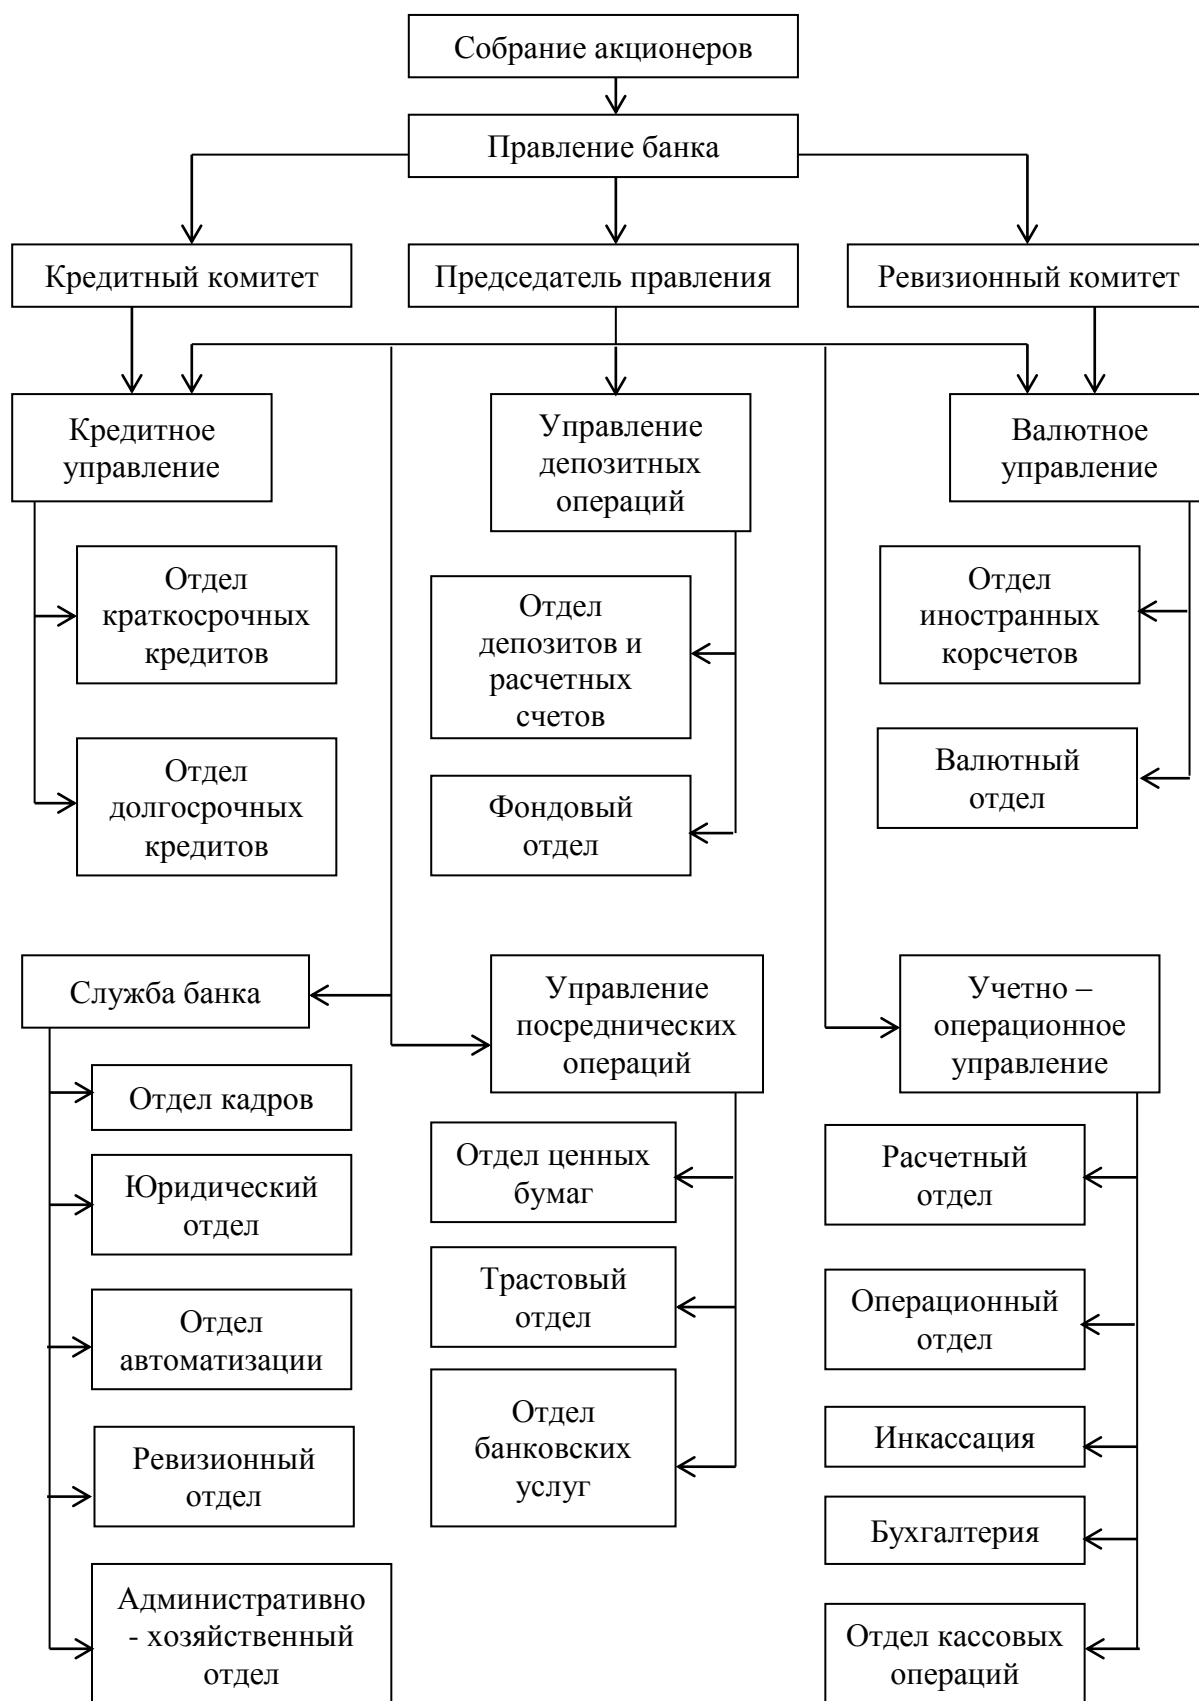 Собрание акционеров
Правление банка
Кредитный комитет
Председатель правления
Ревизионный комитет
Кредитное
управление
Управление
депозитных
операций
Валютное
управление
Отдел
краткосрочных
кредитов
Отдел
депозитов и
расчетных
счетов
Отдел
иностранных
корсчетов
Отдел
долгосрочных
кредитов
Фондовый
отдел
Валютный
отдел
Служба банка
Управление
посреднических
операций
Учетно –
операционное
управление
Отдел кадров
Юридический
отдел
Отдел
автоматизации
Ревизионный
отдел
Административно
- хозяйственный
отдел
Отдел ценных
бумаг
Трастовый
отдел
Отдел
банковских
услуг
Расчетный
отдел
Операционный
отдел
Инкассация
Бухгалтерия
Отдел кассовых
операций